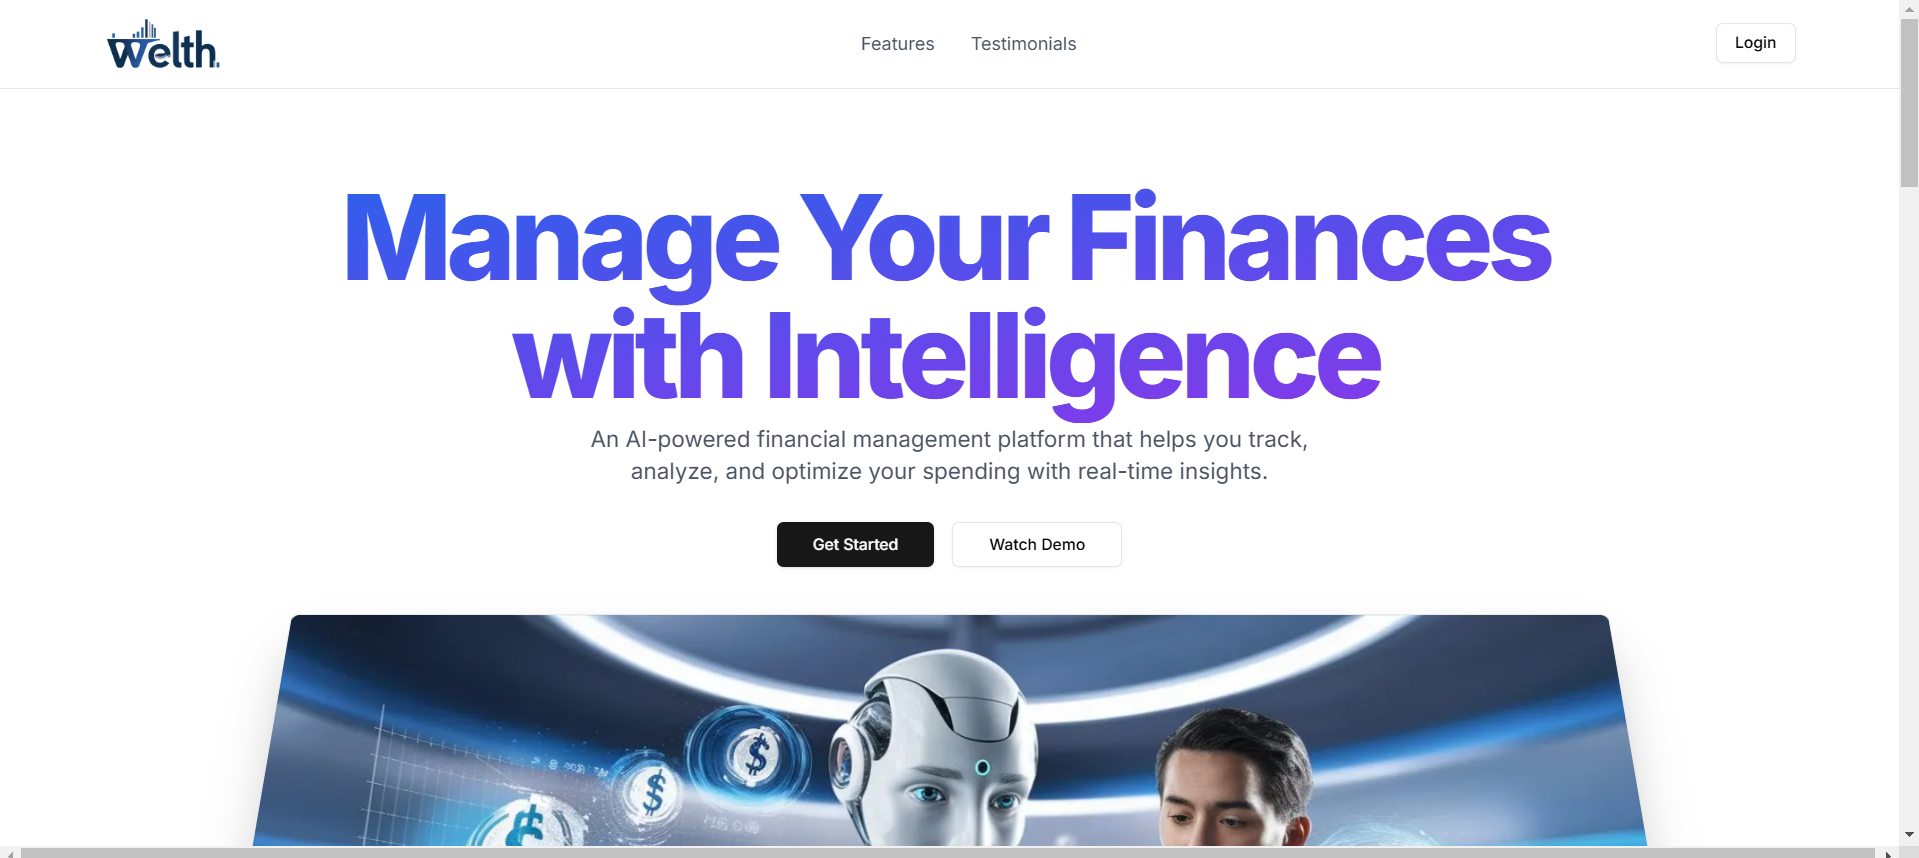 Welth
Features
Testimonials
Login
Manage Your Finances
with Intelligence
An AI-powered financial management platform that helps you track,
analyze, and optimize your spending with real-time insights.
Get Started
Watch Demo
$
$
$